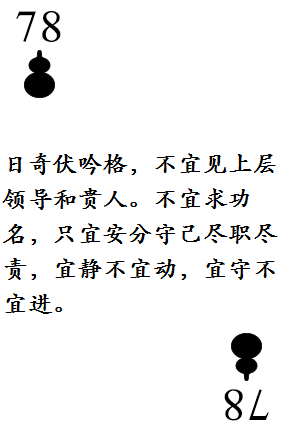 78
日奇伏吟格，不宜见上层
领导和贵人。不宜求功
名，只宜安分守己尽职尽
责，宜静不宜动，宜守不
宜进。
78